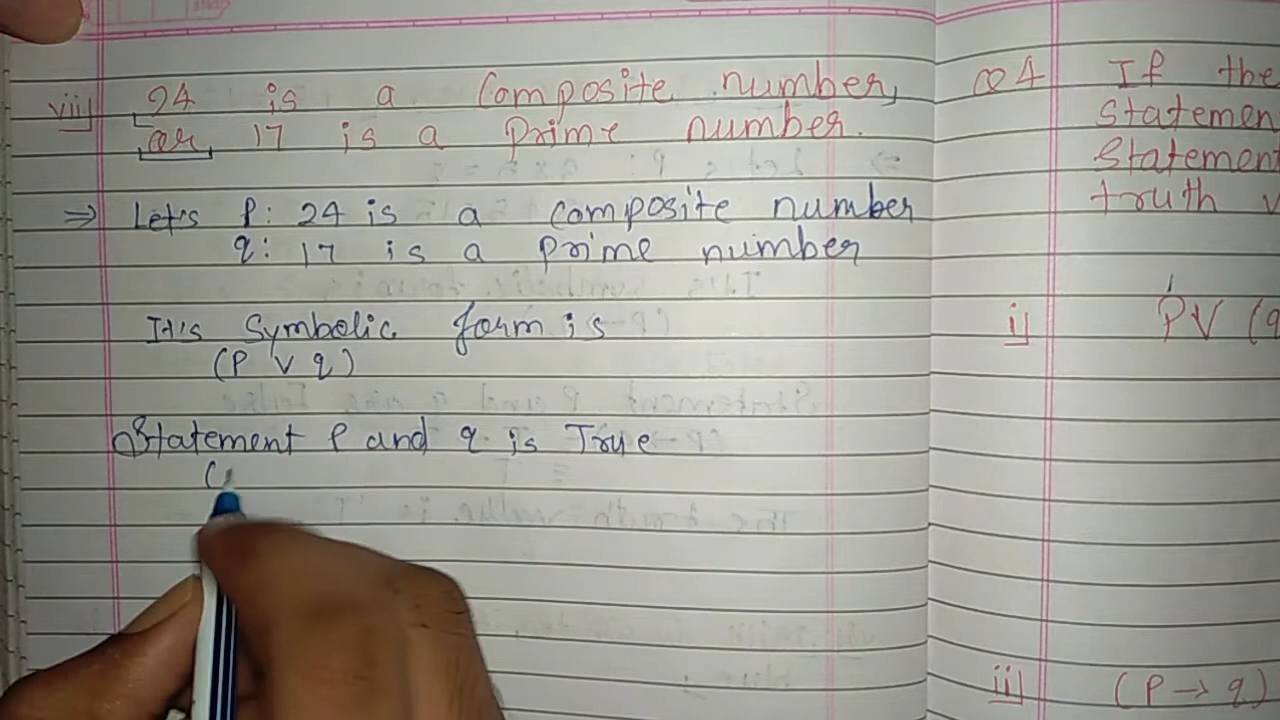 vii) 24 is a Composite number,
or 17 is a Prime number.
⇒ Let's P: 24 is a composite number
q: 17 is a prime number
It's Symbolic form is
(P ∨ q)
Statement P and q is True
(
Q4 If the
Statemen
Statement
truth v
i) P∨ (q
ii) (P → q)